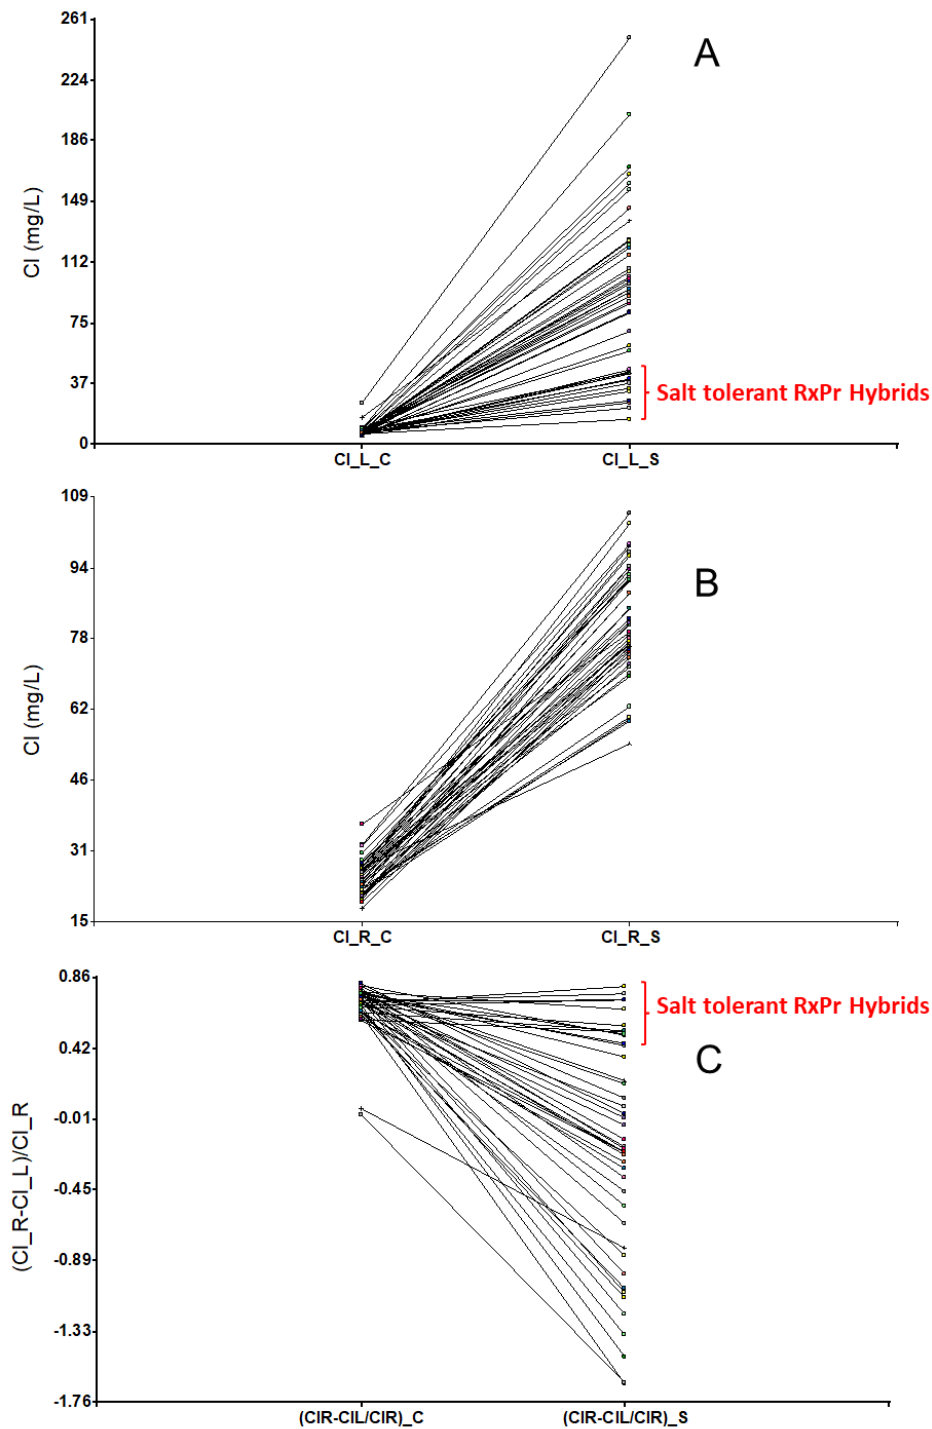 261
A
224
186
149
112
75
37
0
Cl (mg/L)
Salt tolerant RxPr Hybrids
Cl_L_C
Cl_L_S
109
94
B
78
62
46
31
15
Cl (mg/L)
Cl_R_C
Cl_R_S
0.86
Salt tolerant RxPr Hybrids
0.42
C
-0.01
-0.45
-0.89
-1.33
-1.76
(Cl_R-Cl_L)/Cl_R
(ClR-ClL/ClR)_C
(ClR-ClL/ClR)_S